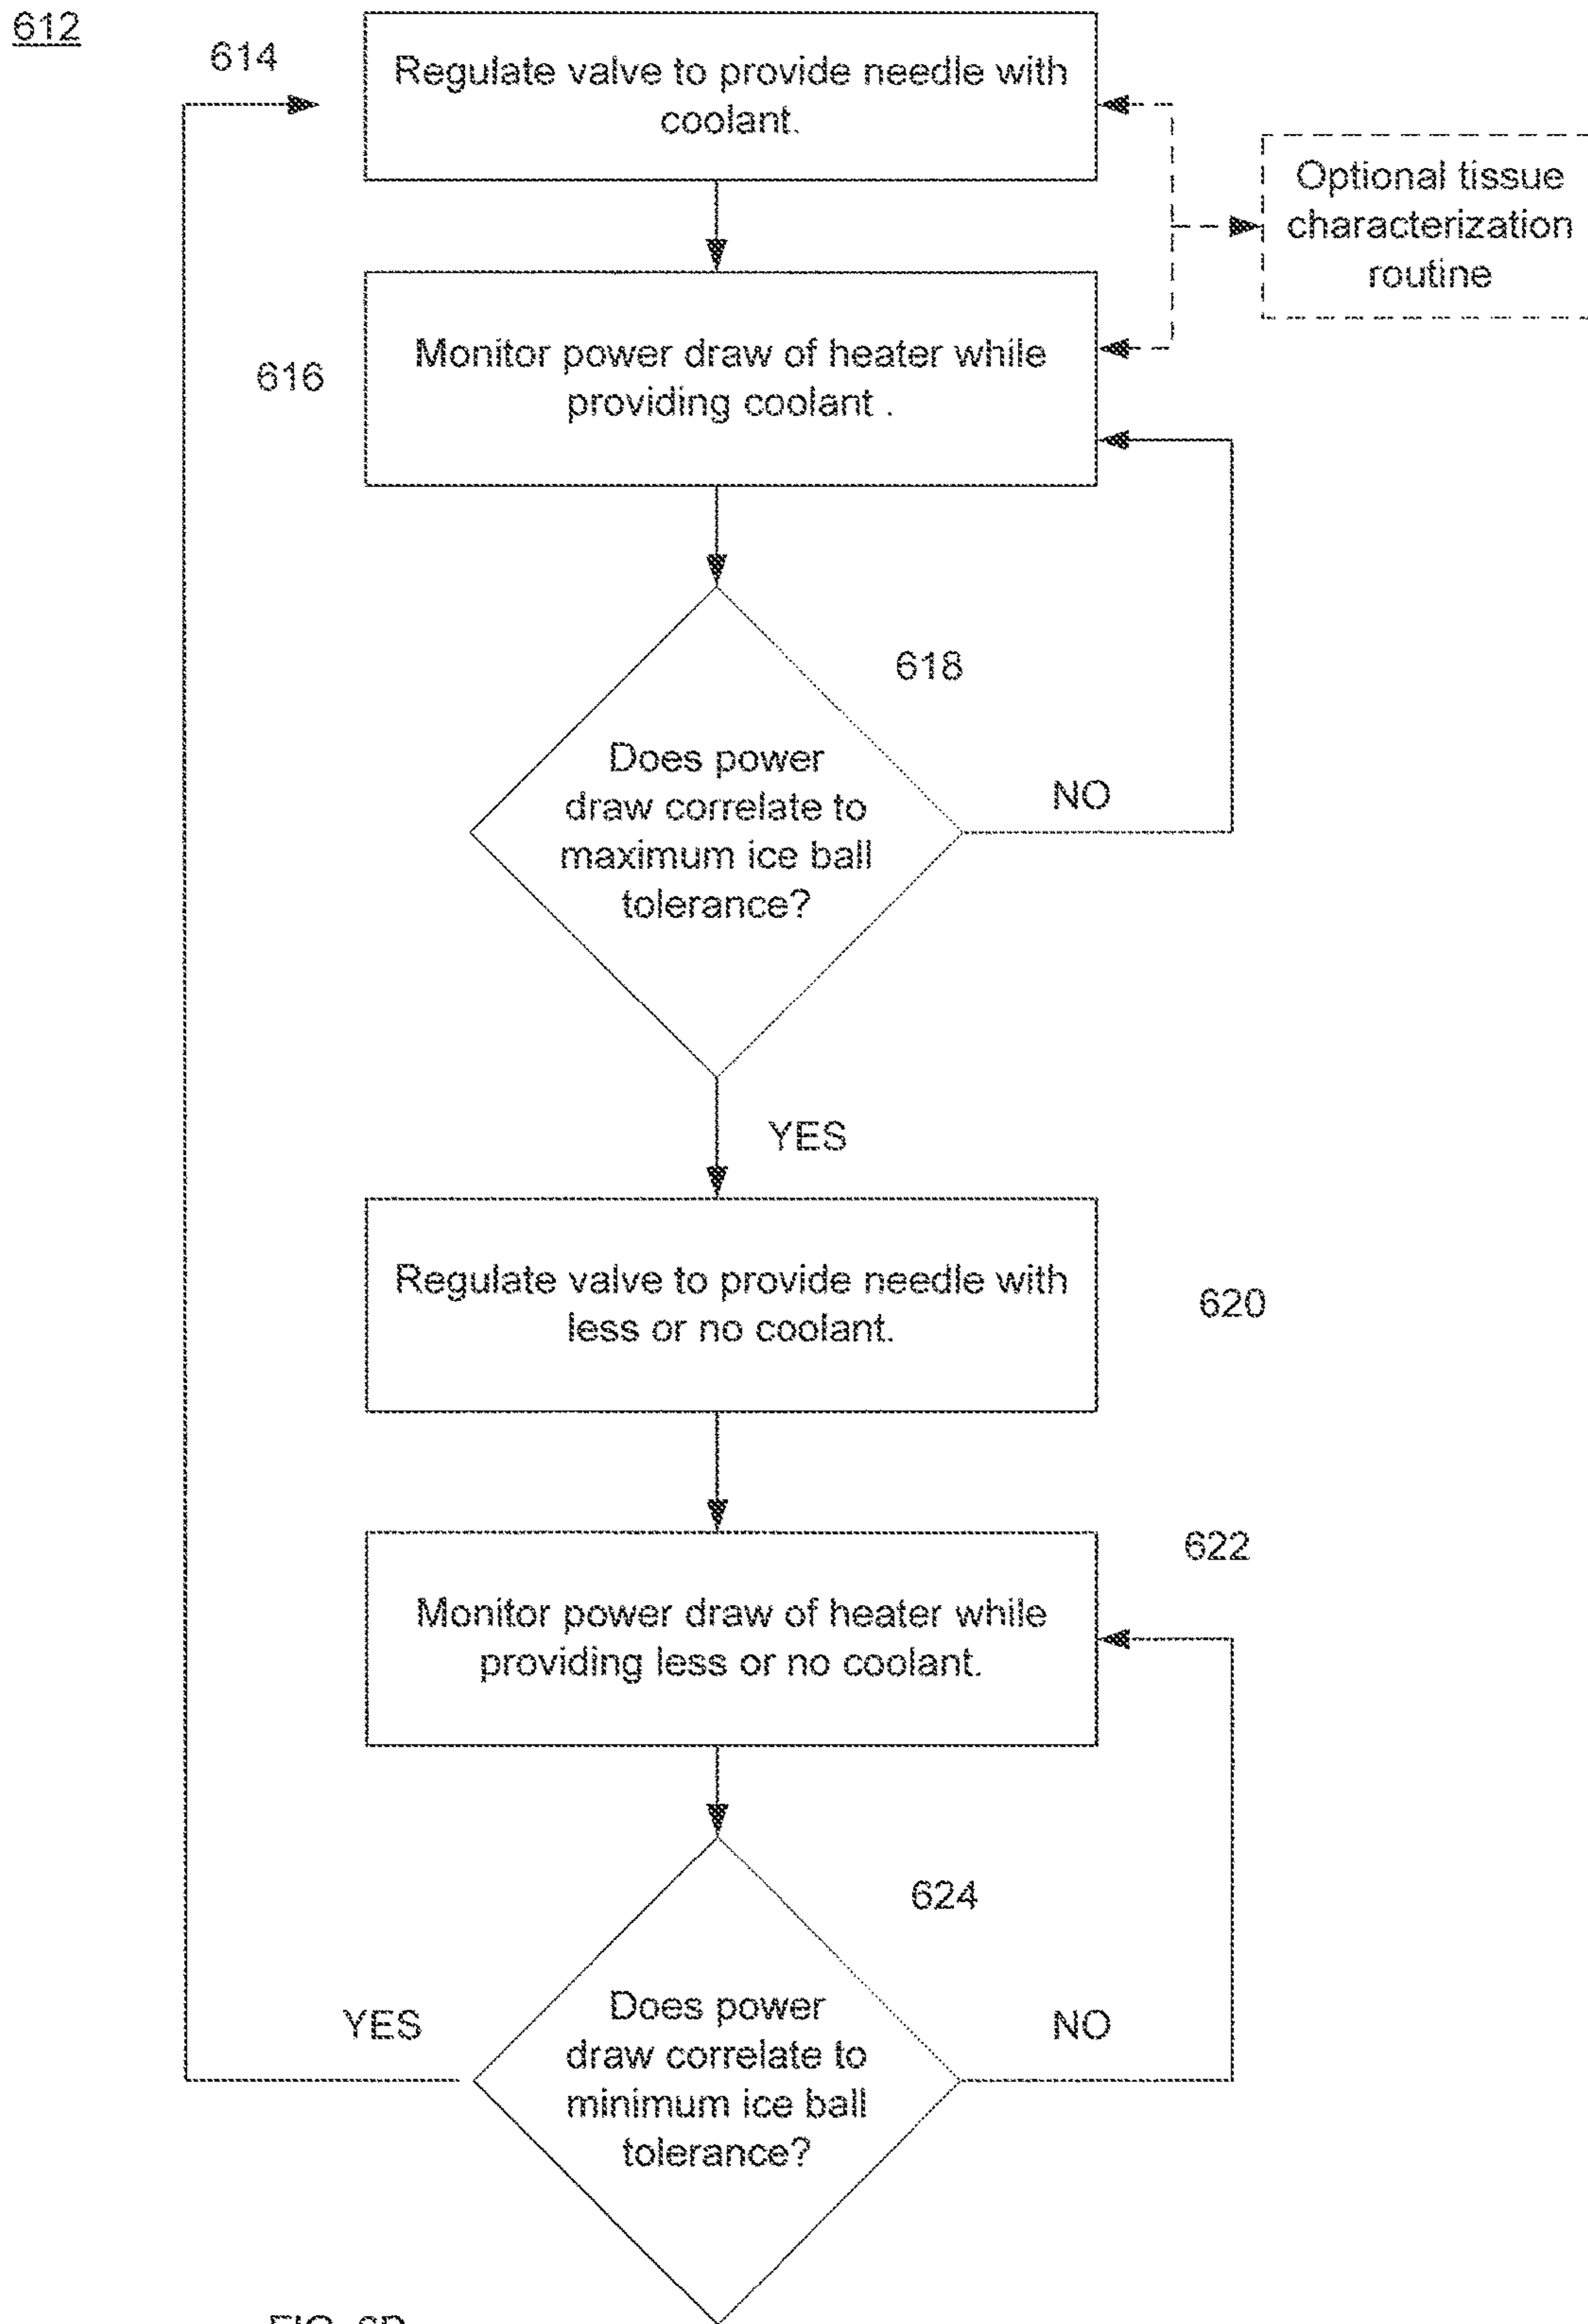 612
614
Regulate valve to provide needle with
coolant.
Optional tissue
characterization
routine
616
Monitor power draw of heater while
providing coolant .
618
Does power
draw correlate to
maximum ice ball
tolerance?
NO
YES
Regulate valve to provide needle with
less or no coolant.
620
622
Monitor power draw of heater while
providing less or no coolant.
624
Does power
draw correlate to
minimum ice ball
tolerance?
YES
NO
FIG.